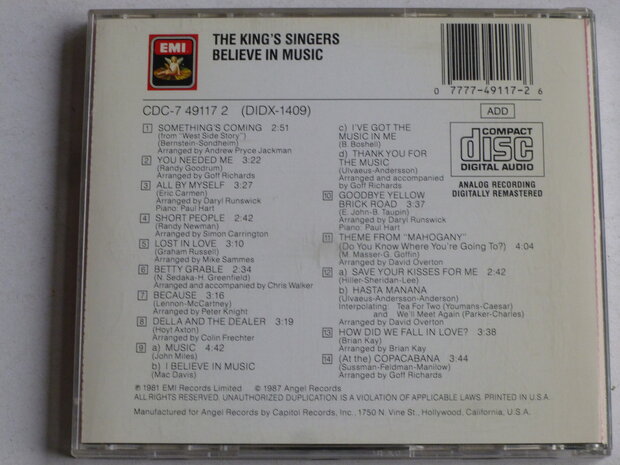 EMI
THE KING'S SINGERS
BELIEVE IN MUSIC
0 7777-49117-2 6
CDC-7 49117 2 (DIDX-1409)
ADD
1 SOMETHING'S COMING 2:51
(from "West Side Story")
(Bernstein-Sondheim)
Arranged by Andrew Pryce Jackman
2 YOU NEEDED ME 3:22
(Randy Goodrum)
Arranged by Goff Richards
3 ALL BY MYSELF 3:27
(Eric Carmen)
Arranged by Daryl Runswick
Piano: Paul Hart
4 SHORT PEOPLE 2:42
(Randy Newman)
Arranged by Simon Carrington
5 LOST IN LOVE 3:10
(Graham Russell)
Arranged by Mike Sammes
6 BETTY GRABLE 2:34
(N. Sedaka-H. Greenfield)
Arranged and accompanied by Chris Walker
7 BECAUSE 3:16
(Lennon-McCartney)
Arranged by Peter Knight
8 DELLA AND THE DEALER 3:19
(Hoyt Axton)
Arranged by Colin Frechter
9 a) MUSIC 4:42
(John Miles)
b) I BELIEVE IN MUSIC
(Mac Davis)
c) I'VE GOT THE
MUSIC IN ME
(B. Boshell)
d) THANK YOU FOR
THE MUSIC
(Ulvaeus-Andersson)
Arranged and accompanied
by Goff Richards
10 GOODBYE YELLOW
BRICK ROAD 3:37
(E. John-B. Taupin)
Arranged by Daryl Runswick
Piano: Paul Hart
11 THEME FROM "MAHOGANY"
(Do You Know Where You're Going To?) 4:04
(M. Masser-G. Goffin)
Arranged by David Overton
12 a) SAVE YOUR KISSES FOR ME 2:42
(Hiller-Sheridan-Lee)
b) HASTA MANANA
(Ulvaeus-Andersson-Anderson)
Interpolating: Tea For Two (Youmans-Caesar)
and We'll Meet Again (Parker-Charles)
Arranged by David Overton
13 HOW DID WE FALL IN LOVE? 3:38
(Brian Kay)
Arranged by Brian Kay
14 (At the) COPACABANA 3:44
(Sussman-Feldman-Manilow)
Arranged by Goff Richards
COMPACT
disc
DIGITAL AUDIO
ANALOG RECORDING
DIGITALLY REMASTERED
℗ 1981 EMI Records Limited © 1987 Angel Records
ALL RIGHTS RESERVED. UNAUTHORIZED DUPLICATION IS A VIOLATION OF APPLICABLE LAWS. PRINTED IN U.S.A.
Manufactured for Angel Records by Capitol Records, Inc., 1750 N. Vine St., Hollywood, California, U.S.A.